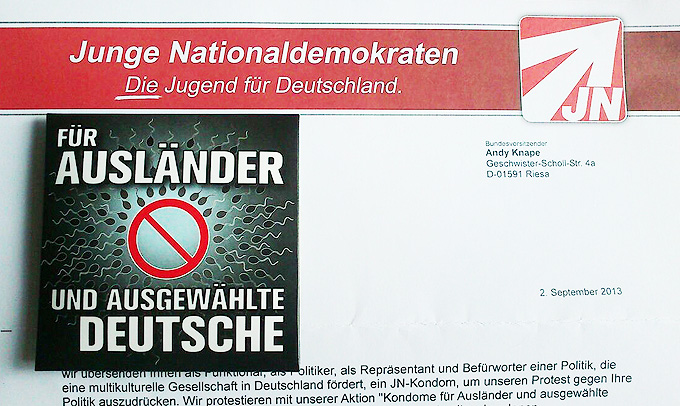 Junge Nationaldemokraten
Die Jugend für Deutschland.
JN
FÜR
AUSLÄNDER
UND AUSGEWÄHLTE
DEUTSCHE
Bundesvorsitzender
Andy Knape
Geschwister-Scholl-Str. 4a
D-01591 Riesa
2. September 2013
wir übersenden Ihnen als Funktionär, als Politiker, als Repräsentant und Befürworter einer Politik, die
eine multikulturelle Gesellschaft in Deutschland fördert, ein JN-Kondom, um unseren Protest gegen Ihre
Politik auszudrücken. Wir protestieren mit unserer Aktion "Kondome für Ausländer und ausgewählte